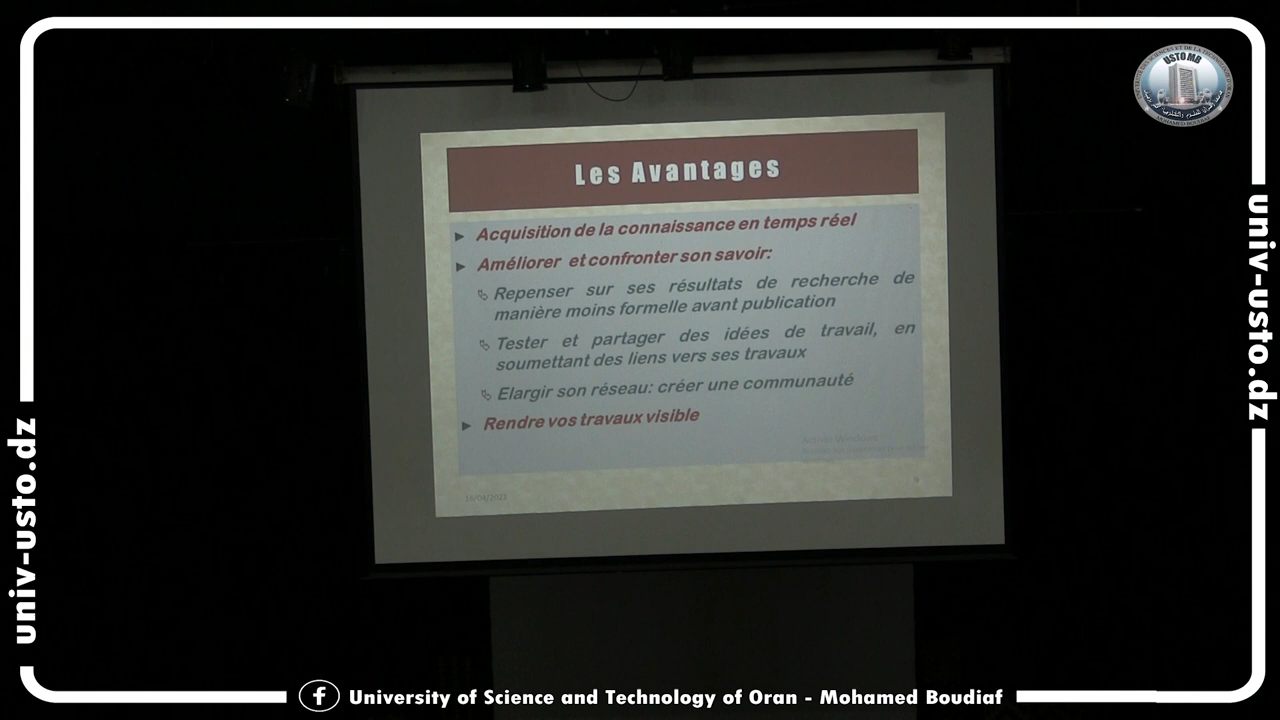 USTO MB
Les Avantages
► Acquisition de la connaissance en temps réel
► Améliorer et confronter son savoir:
Repenser sur ses résultats de recherche de
manière moins formelle avant publication
Tester et partager des idées de travail, en
soumettant des liens vers ses travaux
Elargir son réseau: créer une communauté
► Rendre vos travaux visible
9
univ-usto.dz
univ-usto.dz
University of Science and Technology of Oran - Mohamed Boudiaf